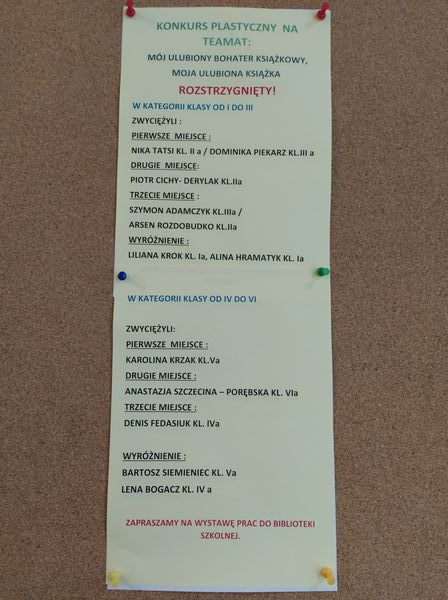 KONKURS PLASTYCZNY NA
TEAMAT:
MÓJ ULUBIONY BOHATER KSIĄŻKOWY,
MOJA ULUBIONA KSIĄŻKA
ROZSTRZYGNIĘTY!
W KATEGORII KLASY OD I DO III
ZWYCIĘŻYLI :
PIERWSZE MIEJSCE :
NIKA TATSI KL. II a / DOMINIKA PIEKARZ KL.III a
DRUGIE MIEJSCE:
PIOTR CICHY- DERYLAK KL.IIa
TRZECIE MIEJSCE :
SZYMON ADAMCZYK KL.IIIa /
ARSEN ROZDOBUDKO KL.IIa
WYRÓŻNIENIE :
LILIANA KROK KL. Ia, ALINA HRAMATYK KL. Ia
W KATEGORII KLASY OD IV DO VI
ZWYCIĘŻYLI:
PIERWSZE MIEJSCE :
KAROLINA KRZAK KL.Va
DRUGIE MIEJSCE :
ANASTAZJA SZCZECINA – PORĘBSKA KL. VIa
TRZECIE MIEJSCE :
DENIS FEDASIUK KL. IVa
WYRÓŻNIENIE :
BARTOSZ SIEMIENIEC KL. Va
LENA BOGACZ KL. IV a
ZAPRASZAMY NA WYSTAWĘ PRAC DO BIBLIOTEKI
SZKOLNEJ.